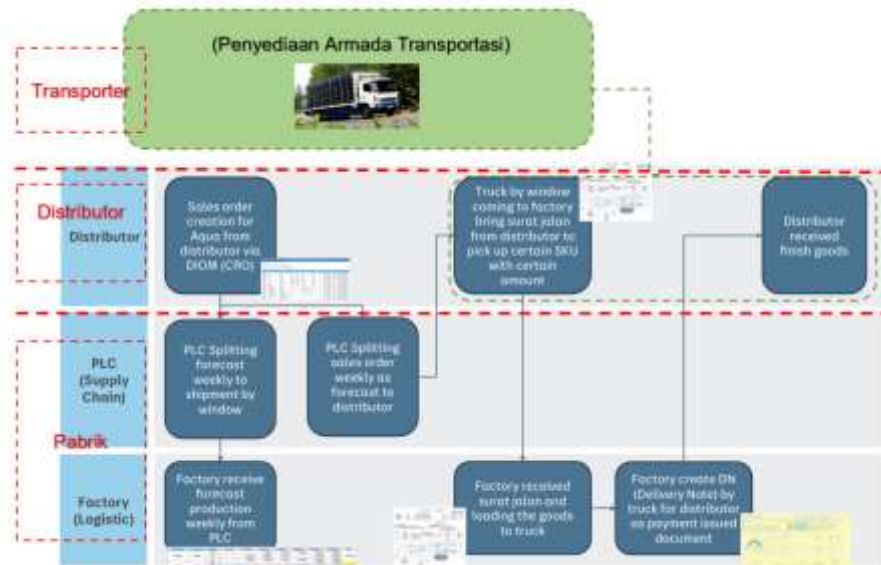 (Penyediaan Armada Transportasi)
Transporter
Distributor
Distributor
Sales order
creation for
Aqua from
distributor via
DIOM (CRO)
Truck by window
coming to factory
bring surat jalan
from distributor to
pick up certain SKU
with certain
amount
Distributor
received
finish goods
PLC
(Supply
Chain)
PLC Splitting
forecast
weekly to
shipment by
window
PLC Splitting
sales order
weekly as
forecast to
distributor
Pabrik
Factory
(Logistic)
Factory receive
forecast
production
weekly from
PLC
Factory received
surat jalan and
loading the goods
to truck
Factory create DN
(Delivery Note) by
truck for distributor
as payment issued
document